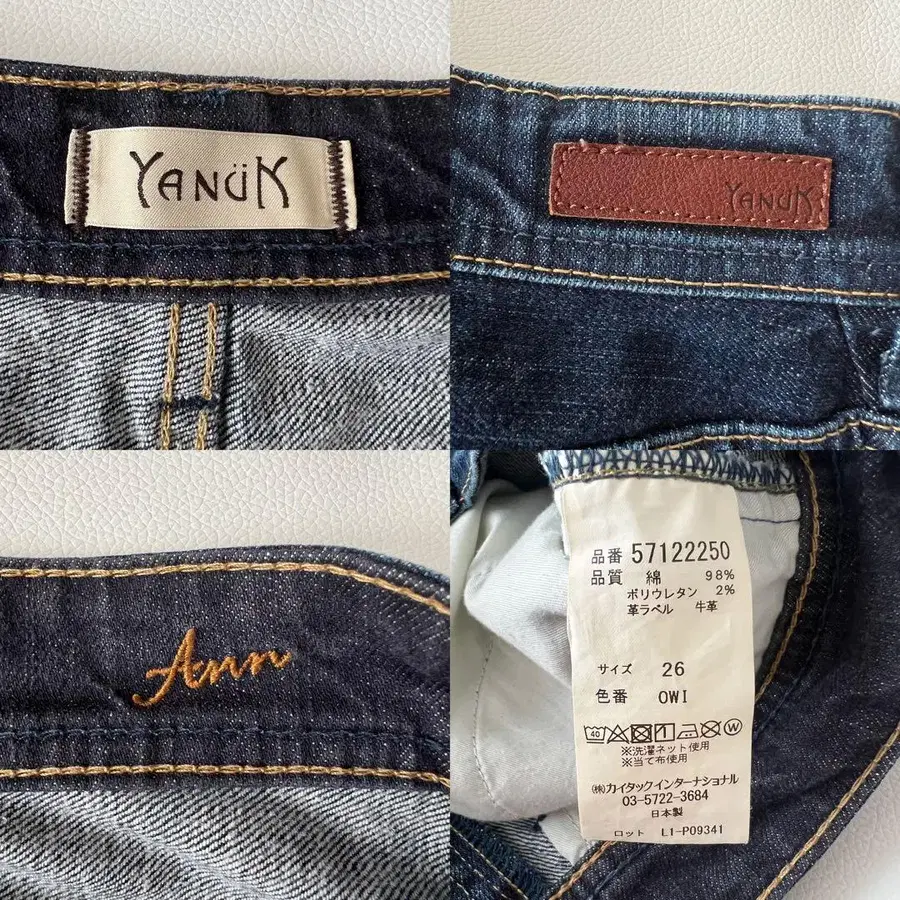 YANÜK
YANÜK
Ann
品番 57122250
品質 綿 98%
ポリウレタン 2%
革ラベル 牛革
サイズ 26
色番 OWI
40 1 W
※洗濯ネット使用
※当て布使用
㈱カイタックインターナショナル
03-5722-3684
日本製
ロット L1-P09341